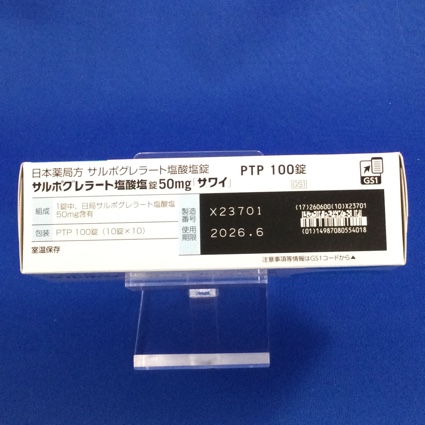 日本薬局方 サルポグレラート塩酸塩錠
サルポグレラート塩酸塩錠50mg「サワイ」
PTP 100錠
GS1
GS1
組成
1錠中、日局サルポグレラート塩酸塩
50mg含有
包装
PTP 100錠（10錠×10）
室温保存
製造
番号
X23701
使用
期限
2026.6
(17)260600(10)X23701
(01)14987080554018
注意事項等情報はGS1コードから▲